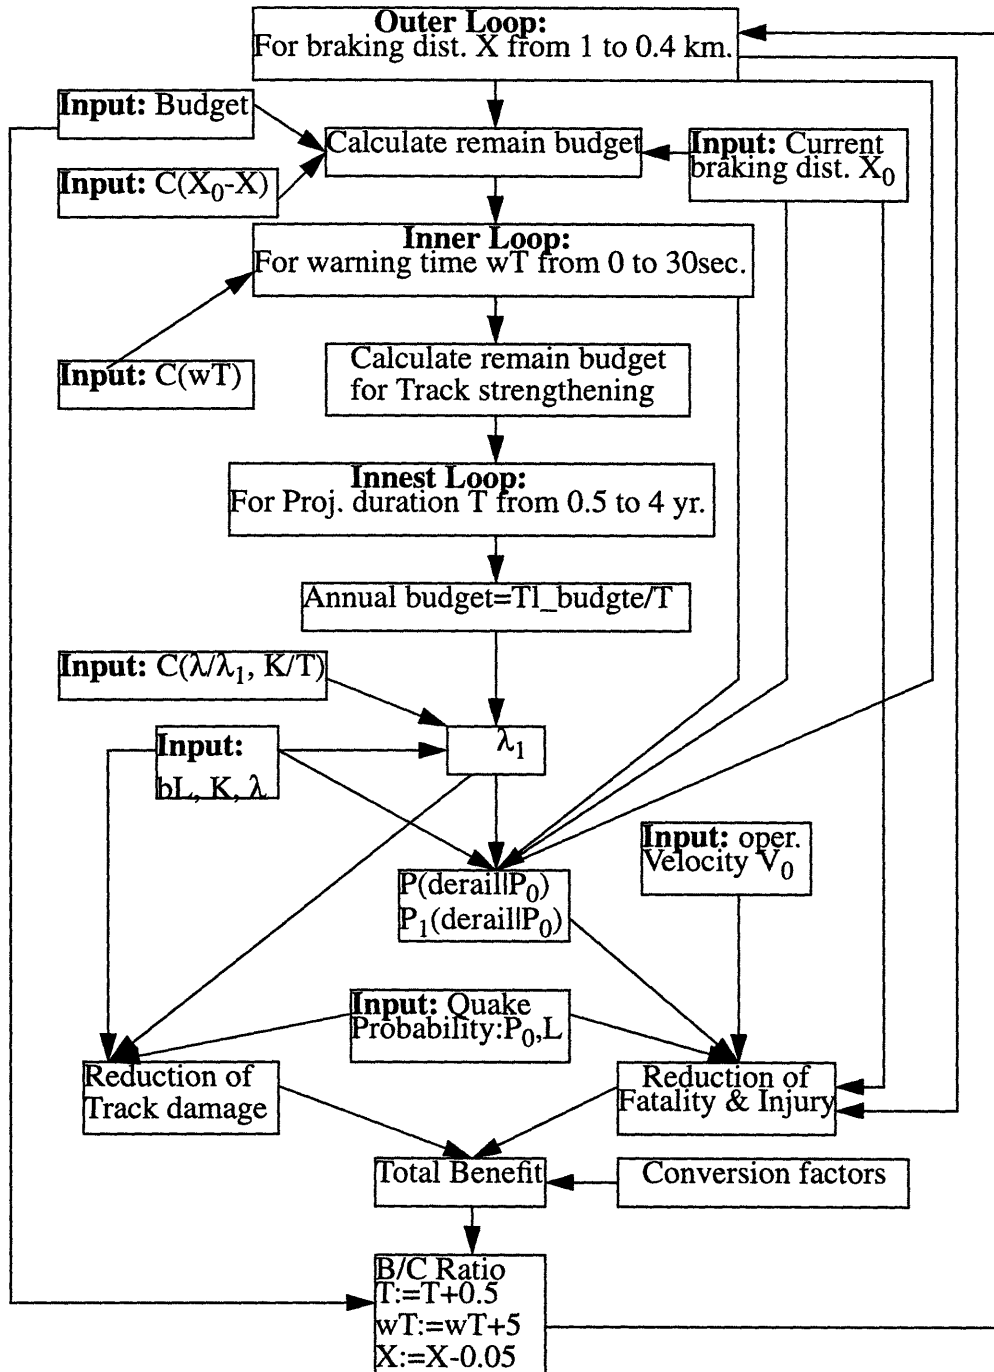 Outer Loop:
For braking dist. X from 1 to 0.4 km.
Input: Budget
Calculate remain budget
Input: Current
braking dist. X₀
Input: C(X₀-X)
Inner Loop:
For warning time wT from 0 to 30sec.
Input: C(wT)
Calculate remain budget
for Track strengthening
Innest Loop:
For Proj. duration T from 0.5 to 4 yr.
Annual budget=Tl_budgte/T
Input: C(λ/λ₁, K/T)
λ₁
Input:
bL, K, λ
Input: oper.
Velocity V₀
P(derail|P₀)
P₁(derail|P₀)
Input: Quake
Probability:P₀,L
Reduction of
Track damage
Reduction of
Fatality & Injury
Total Benefit
Conversion factors
B/C Ratio
T:=T+0.5
wT:=wT+5
X:=X-0.05